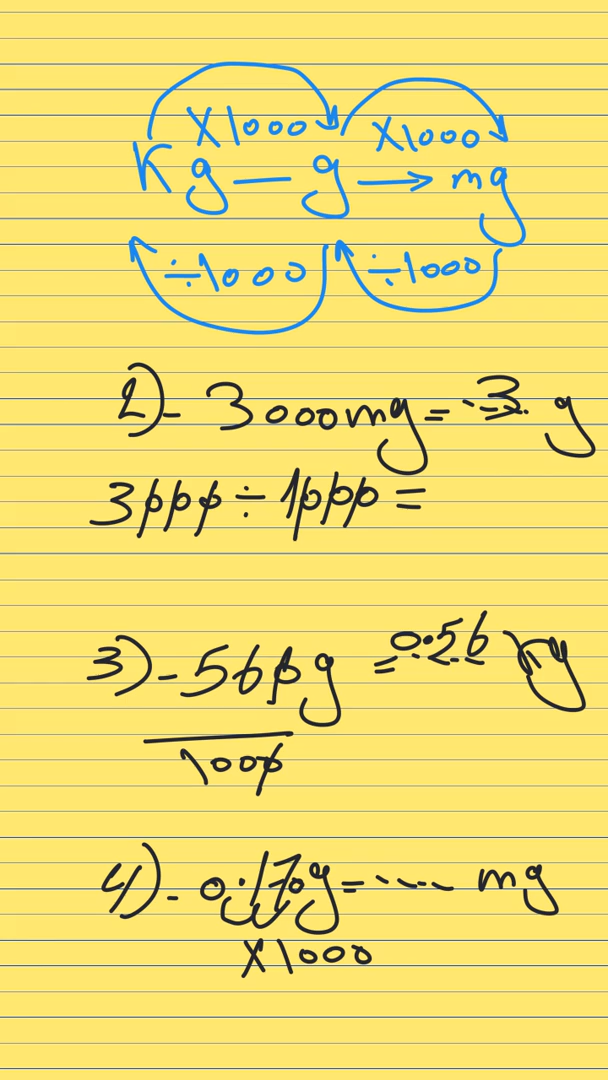 X1000 X1000
Kg — g → mg
÷1000 ÷1000
2)- 3000mg = ..3.. g
3000 ÷ 1000 =
3)- 560g = 0.56 Kg
1000
4)- 0.170g = ..... mg
X1000